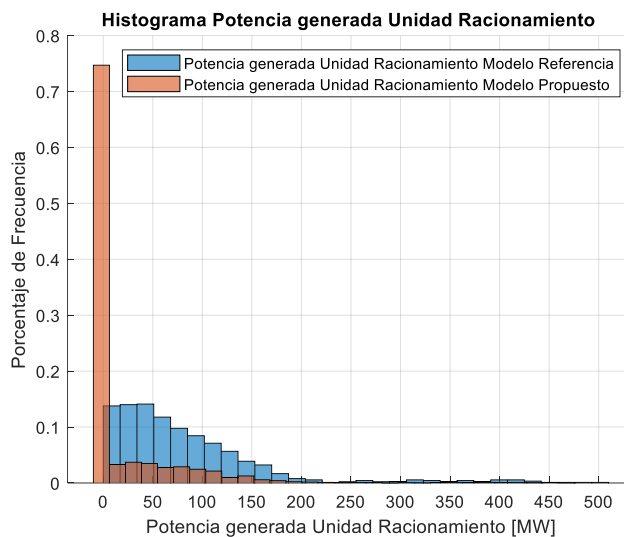 Histograma Potencia generada Unidad Racionamiento
Potencia generada Unidad Racionamiento Modelo Referencia
Potencia generada Unidad Racionamiento Modelo Propuesto
Porcentaje de Frecuencia
0.8
0.7
0.6
0.5
0.4
0.3
0.2
0.1
0
0 50 100 150 200 250 300 350 400 450 500
Potencia generada Unidad Racionamiento [MW]